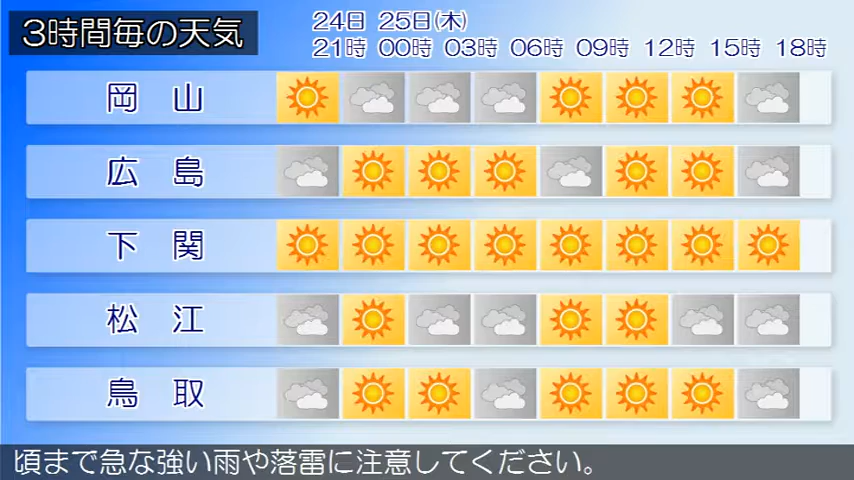 3時間毎の天気
24日 25日(木)
21時 00時 03時 06時 09時 12時 15時 18時
岡山
広島
下関
松江
鳥取
頃まで急な強い雨や落雷に注意してください。